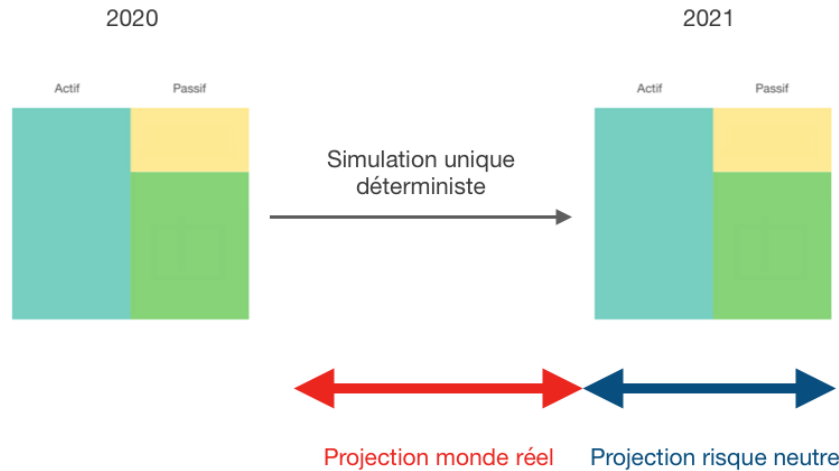 2020
2021
Actif
Passif
Actif
Passif
Simulation unique
déterministe
Projection monde réel
Projection risque neutre